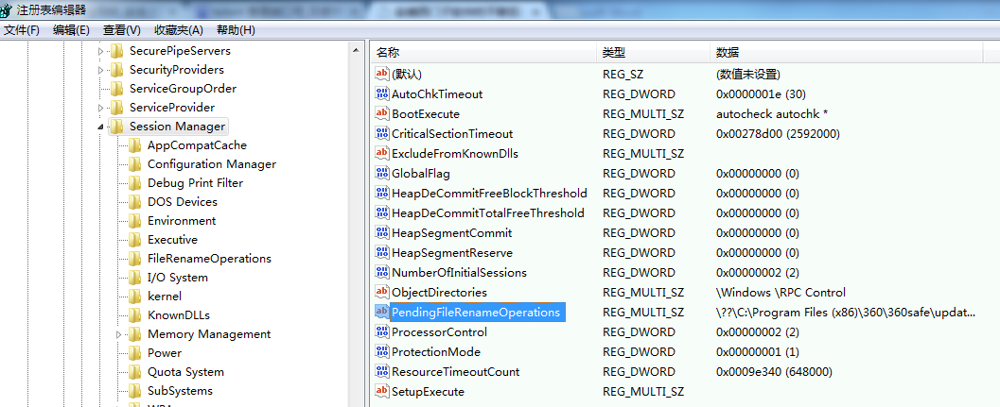 注册表编辑器
文件(F) 编辑(E) 查看(V) 收藏夹(A) 帮助(H)
SecurePipeServers
SecurityProviders
ServiceGroupOrder
ServiceProvider
Session Manager
AppCompatCache
Configuration Manager
Debug Print Filter
DOS Devices
Environment
Executive
FileRenameOperations
I/O System
kernel
KnownDLLs
Memory Management
Power
Quota System
SubSystems
名称 类型 数据
(默认) REG_SZ (数值未设置)
AutoChkTimeout REG_DWORD 0x0000001e (30)
BootExecute REG_MULTI_SZ autocheck autochk *
CriticalSectionTimeout REG_DWORD 0x00278d00 (2592000)
ExcludeFromKnownDlls REG_MULTI_SZ
GlobalFlag REG_DWORD 0x00000000 (0)
HeapDeCommitFreeBlockThreshold REG_DWORD 0x00000000 (0)
HeapDeCommitTotalFreeThreshold REG_DWORD 0x00000000 (0)
HeapSegmentCommit REG_DWORD 0x00000000 (0)
HeapSegmentReserve REG_DWORD 0x00000000 (0)
NumberOfInitialSessions REG_DWORD 0x00000002 (2)
ObjectDirectories REG_MULTI_SZ \Windows \RPC Control
PendingFileRenameOperations REG_MULTI_SZ \??\C:\Program Files (x86)\360\360safe\updat...
ProcessorControl REG_DWORD 0x00000002 (2)
ProtectionMode REG_DWORD 0x00000001 (1)
ResourceTimeoutCount REG_DWORD 0x0009e340 (648000)
SetupExecute REG_MULTI_SZ